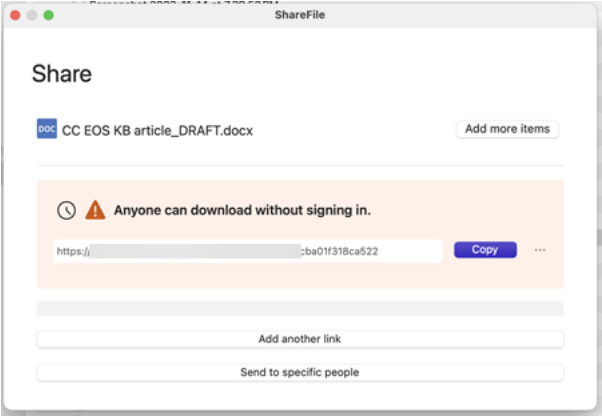 ShareFile
Share
DOC CC EOS KB article_DRAFT.docx
Add more items
Anyone can download without signing in.
https:/ cba01f318ca522
Copy
Add another link
Send to specific people